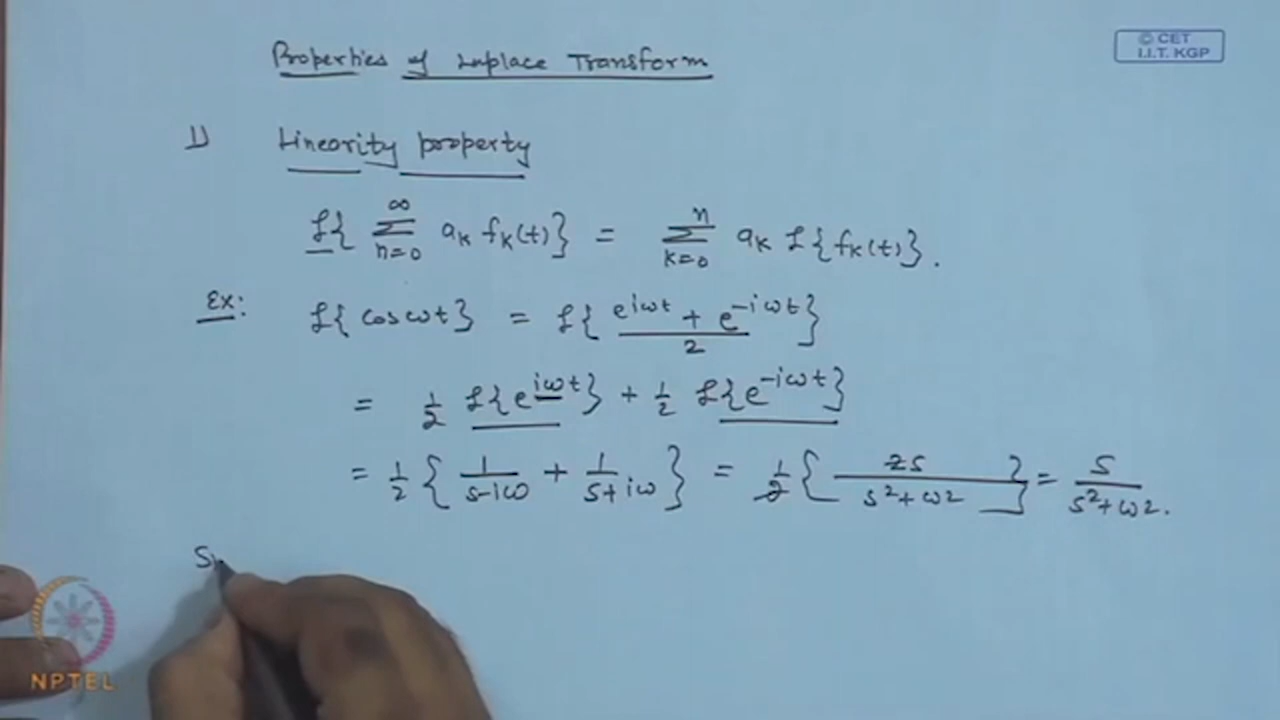 © CET
I.I.T. KGP
Properties of Laplace Transform
1) Linearity property
L{ ∑_{n=0}^{∞} a_k f_k(t)} = ∑_{k=0}^{n} a_k L{f_k(t)}.
Ex: L{cos ωt} = L{ (e^{iωt} + e^{-iωt})/2 }
= 1/2 L{e^{iωt}} + 1/2 L{e^{-iωt}}
= 1/2 { 1/(s-iω) + 1/(s+iω) } = 1/2 { 2s/(s²+ω2) } = s/(s²+ω2).
NPTEL